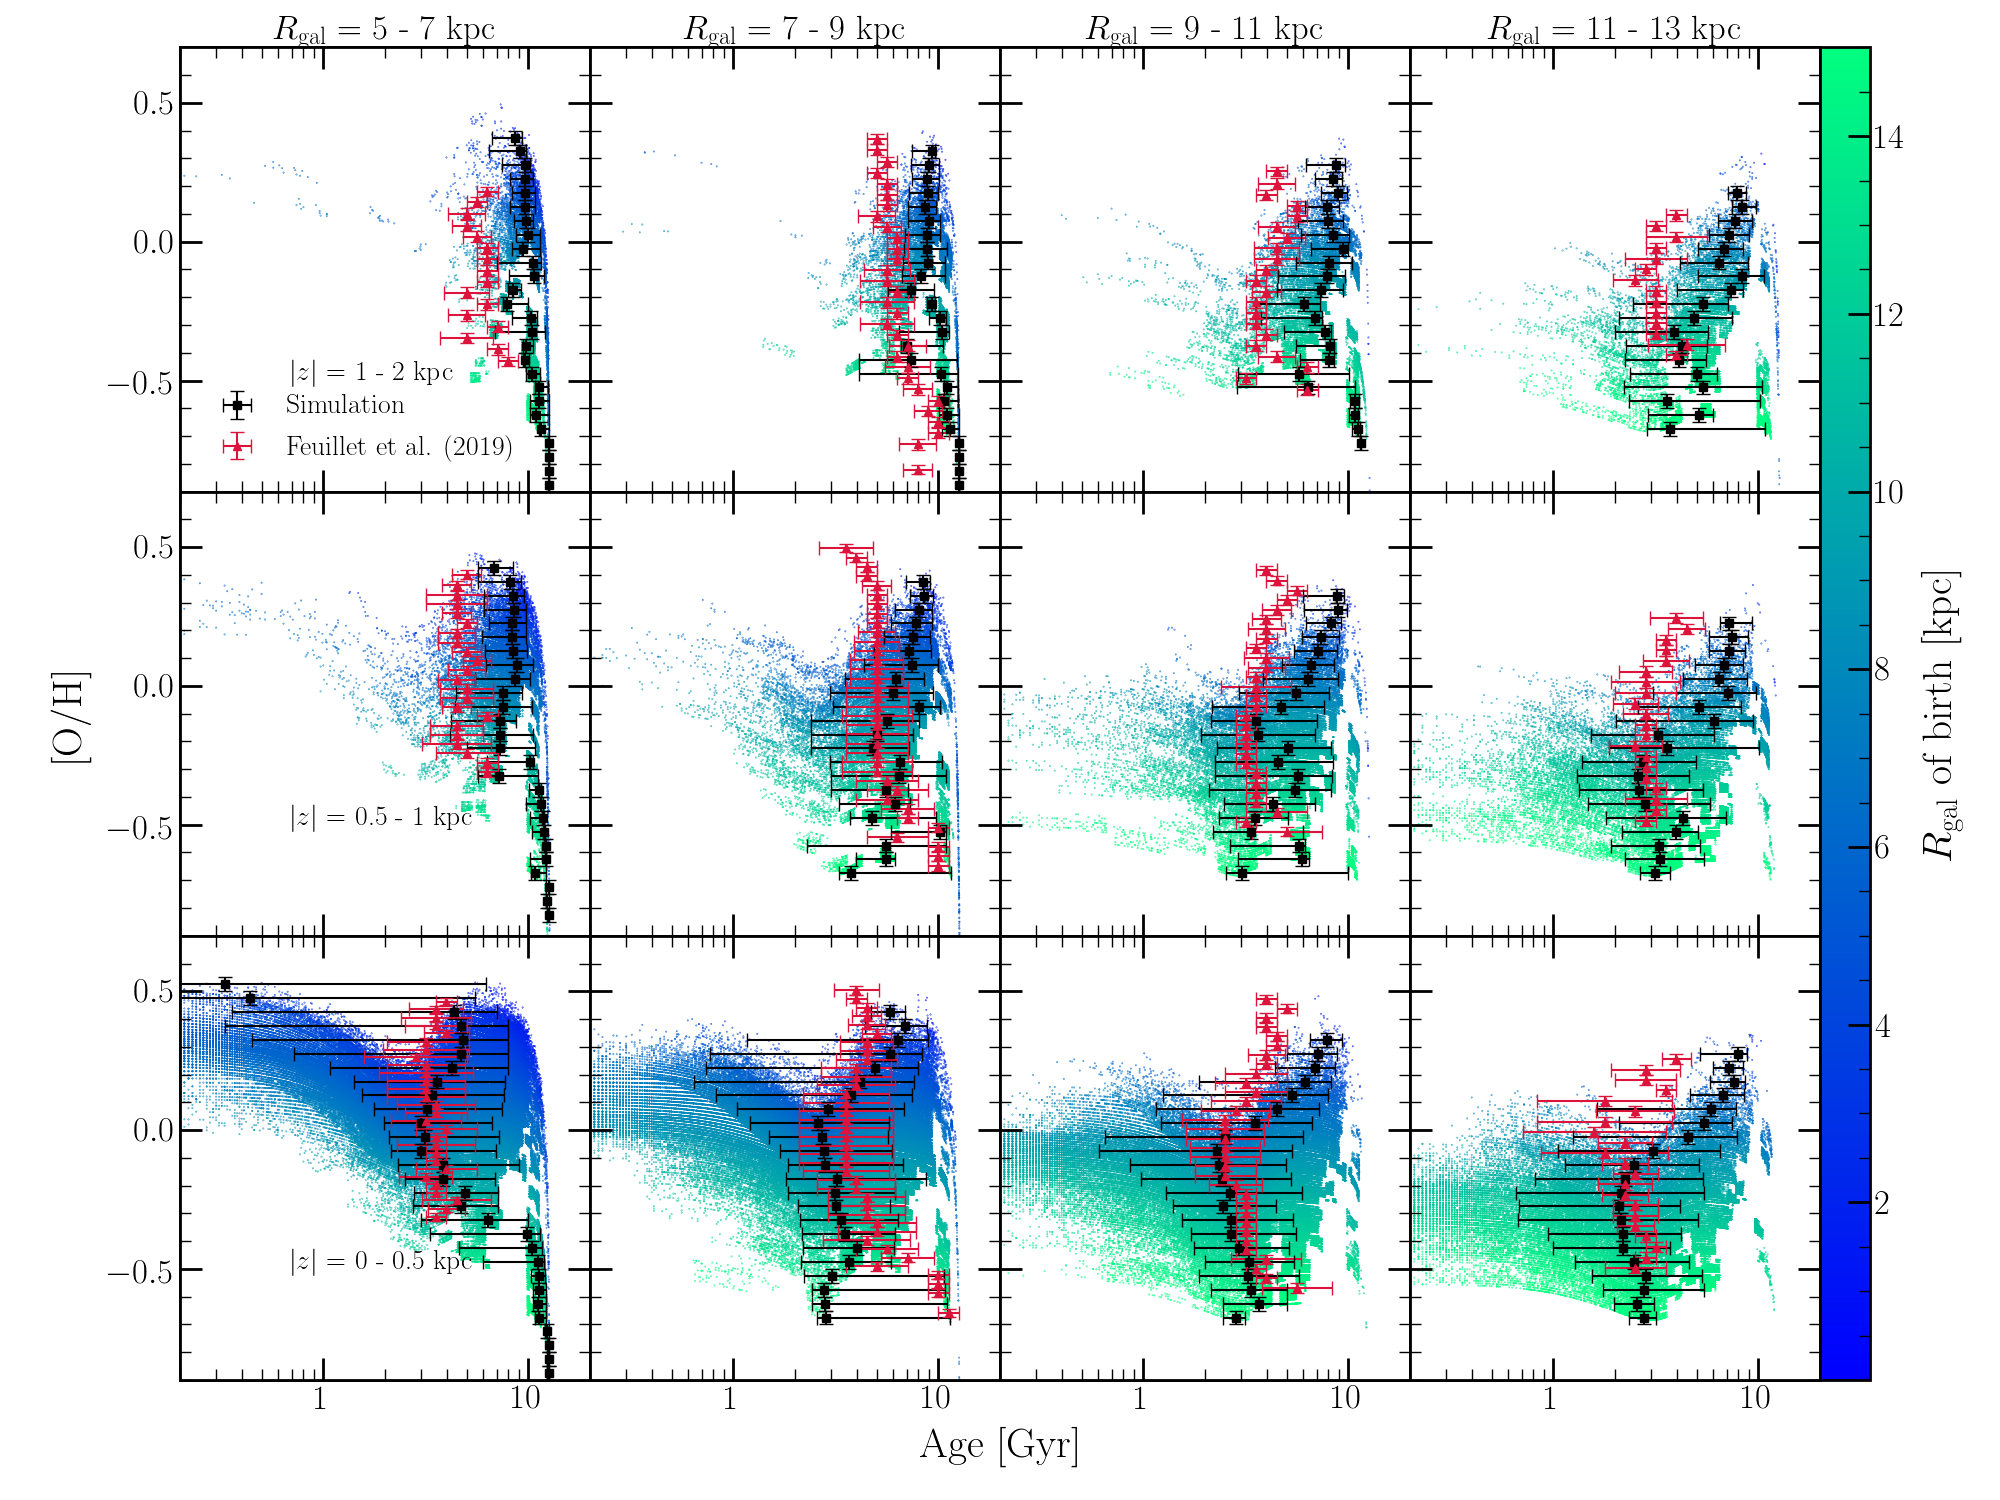 R_gal = 5 - 7 kpc
R_gal = 7 - 9 kpc
R_gal = 9 - 11 kpc
R_gal = 11 - 13 kpc
0.5
0.0
−0.5
|z| = 1 - 2 kpc
Simulation
Feuillet et al. (2019)
0.5
0.0
−0.5
|z| = 0.5 - 1 kpc
0.5
0.0
−0.5
|z| = 0 - 0.5 kpc
[O/H]
1
10
1
10
1
10
1
10
Age [Gyr]
14
12
10
8
6
4
2
R_gal of birth [kpc]